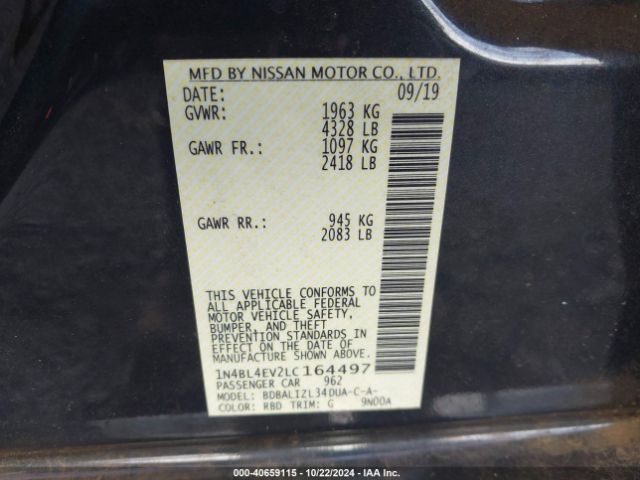 MFD BY NISSAN MOTOR CO., LTD.
DATE: 09/19
GVWR: 1963 KG
4328 LB
GAWR FR.: 1097 KG
2418 LB
GAWR RR.: 945 KG
2083 LB
THIS VEHICLE CONFORMS TO
ALL APPLICABLE FEDERAL
MOTOR VEHICLE SAFETY,
BUMPER, AND THEFT
PREVENTION STANDARDS IN
EFFECT ON THE DATE OF
MANUFACTURE SHOWN ABOVE.
1N4BL4EV2LC164497
PASSENGER CAR 962
MODEL: BDBALIZL34DUA-C-A-
COLOR: RBD TRIM: G 9N00A
000-40659115 - 10/22/2024 - IAA Inc.